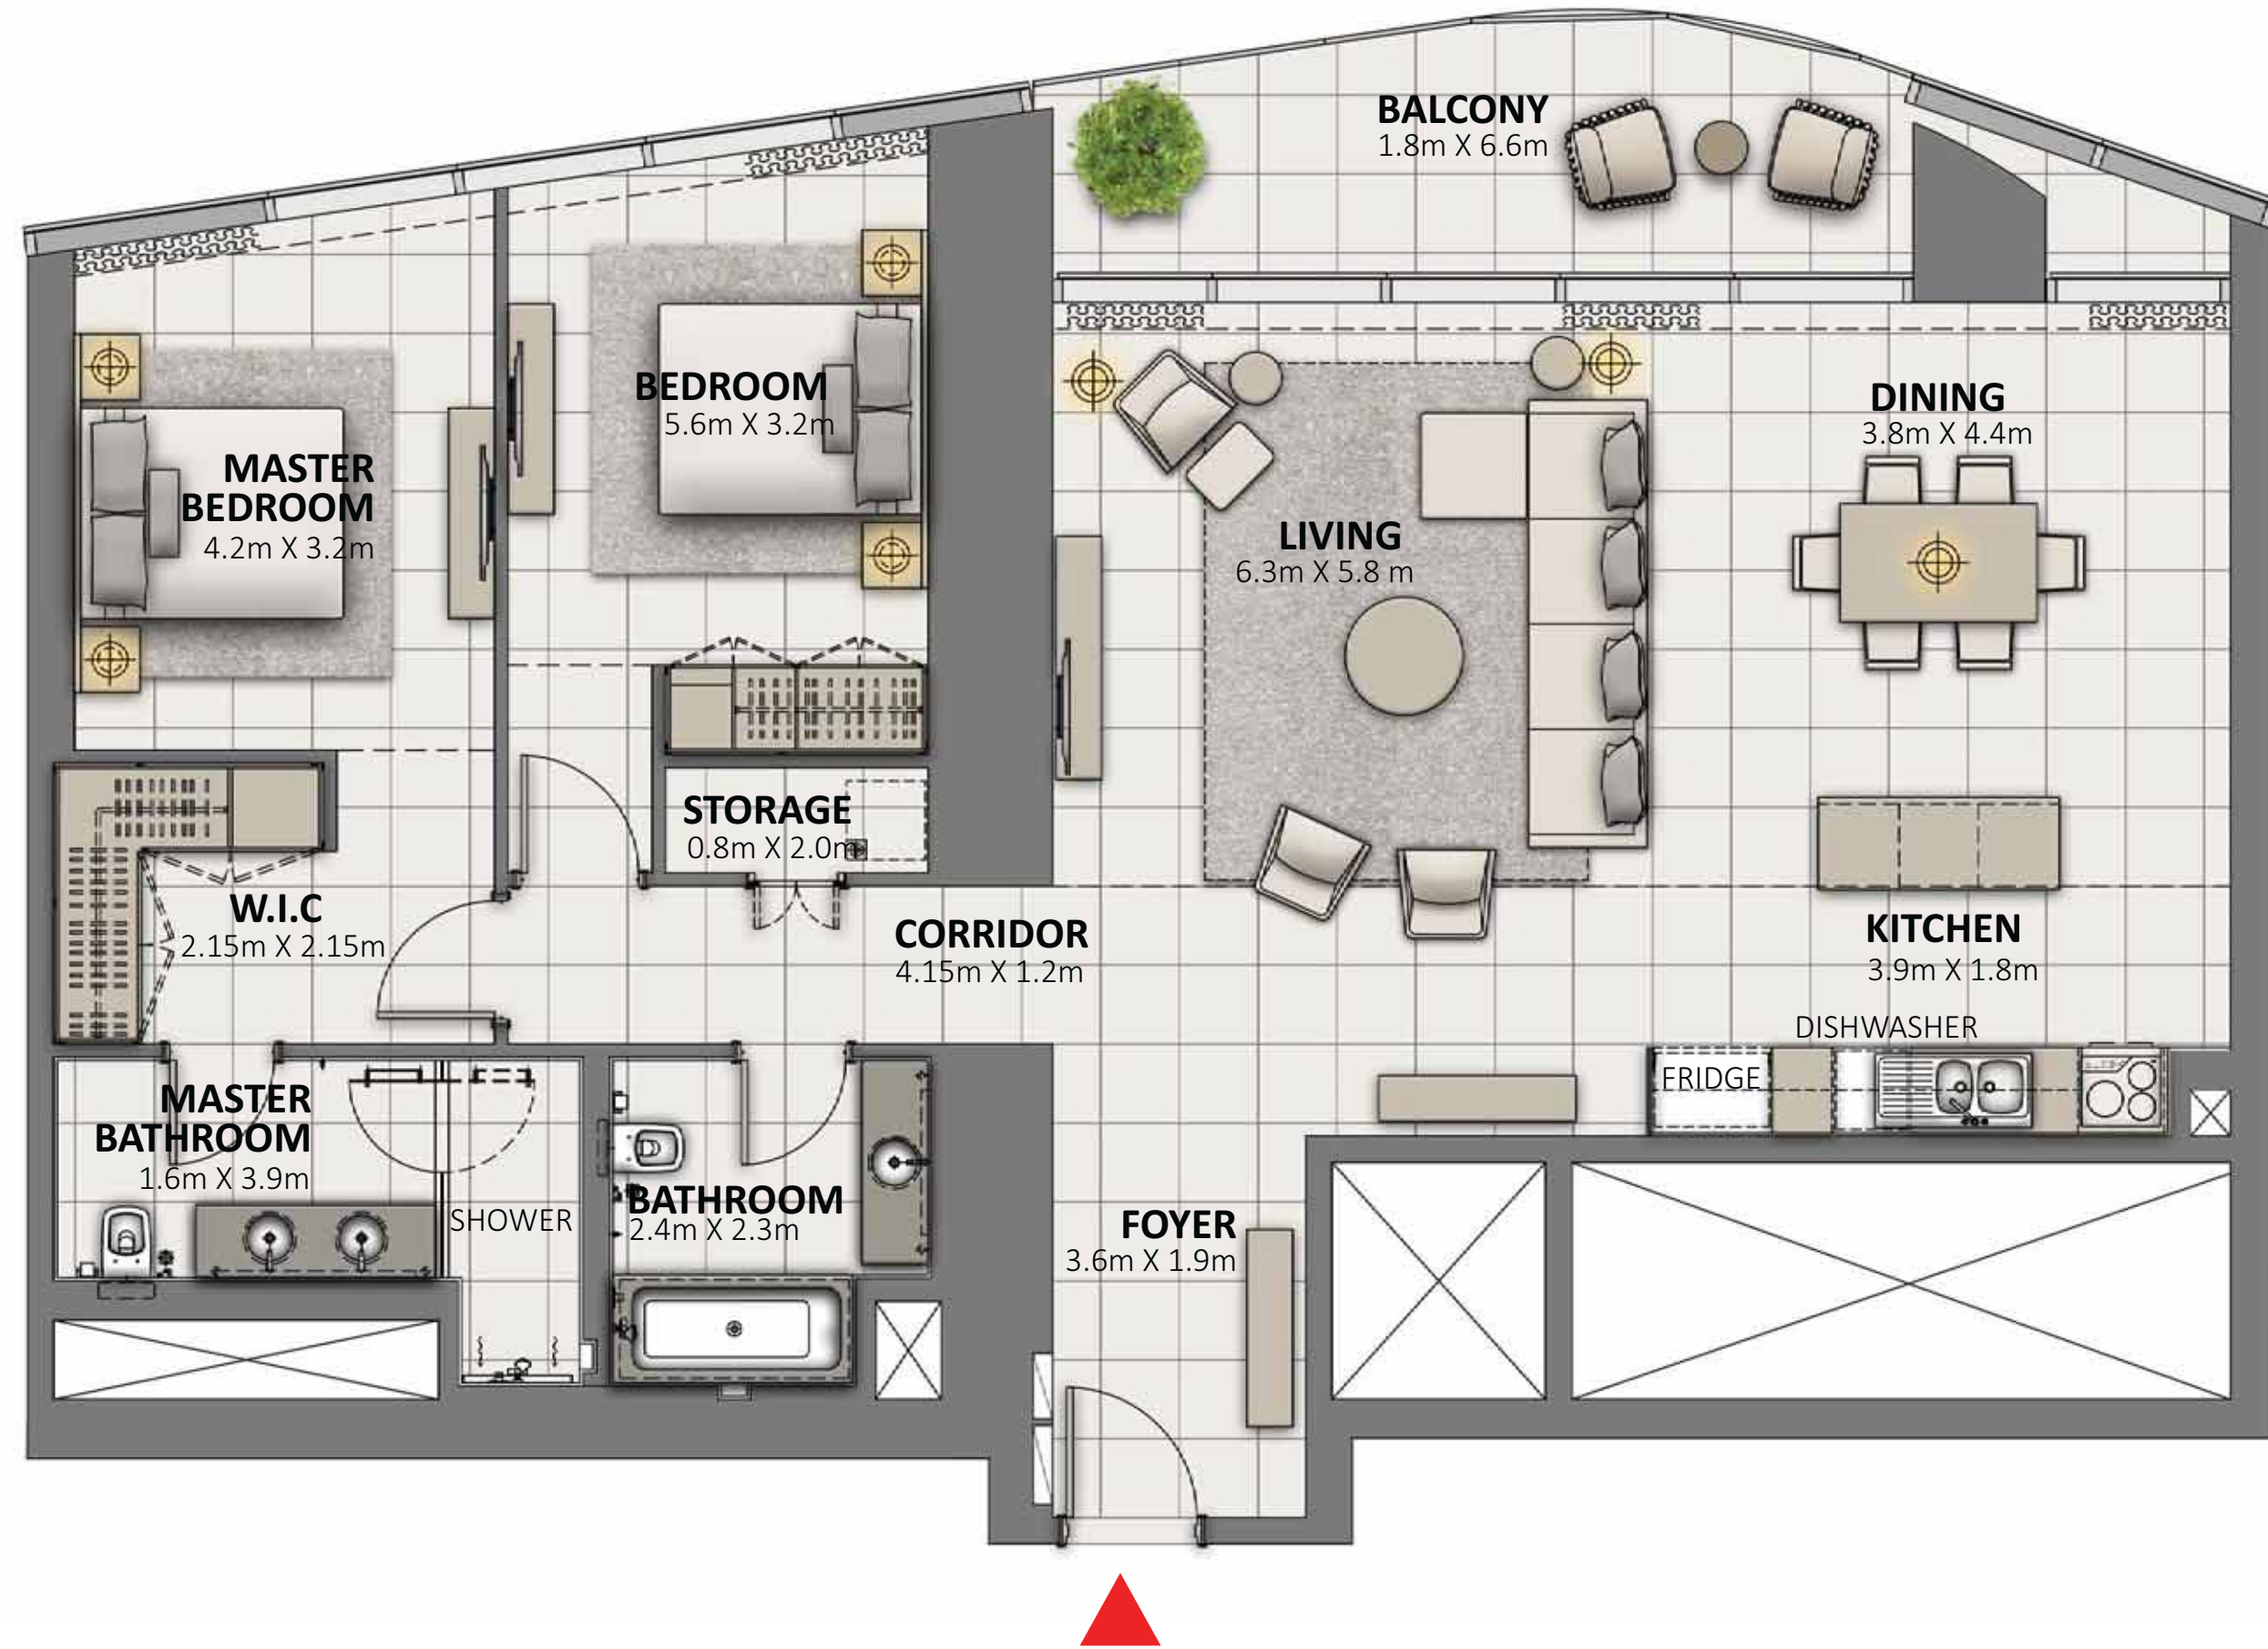 BALCONY
1.8m X 6.6m
BEDROOM
5.6m X 3.2m
DINING
3.8m X 4.4m
MASTER
BEDROOM
4.2m X 3.2m
LIVING
6.3m X 5.8 m
STORAGE
0.8m X 2.0m
W.I.C
2.15m X 2.15m
CORRIDOR
4.15m X 1.2m
KITCHEN
3.9m X 1.8m
DISHWASHER
FRIDGE
MASTER
BATHROOM
1.6m X 3.9m
SHOWER
BATHROOM
2.4m X 2.3m
FOYER
3.6m X 1.9m